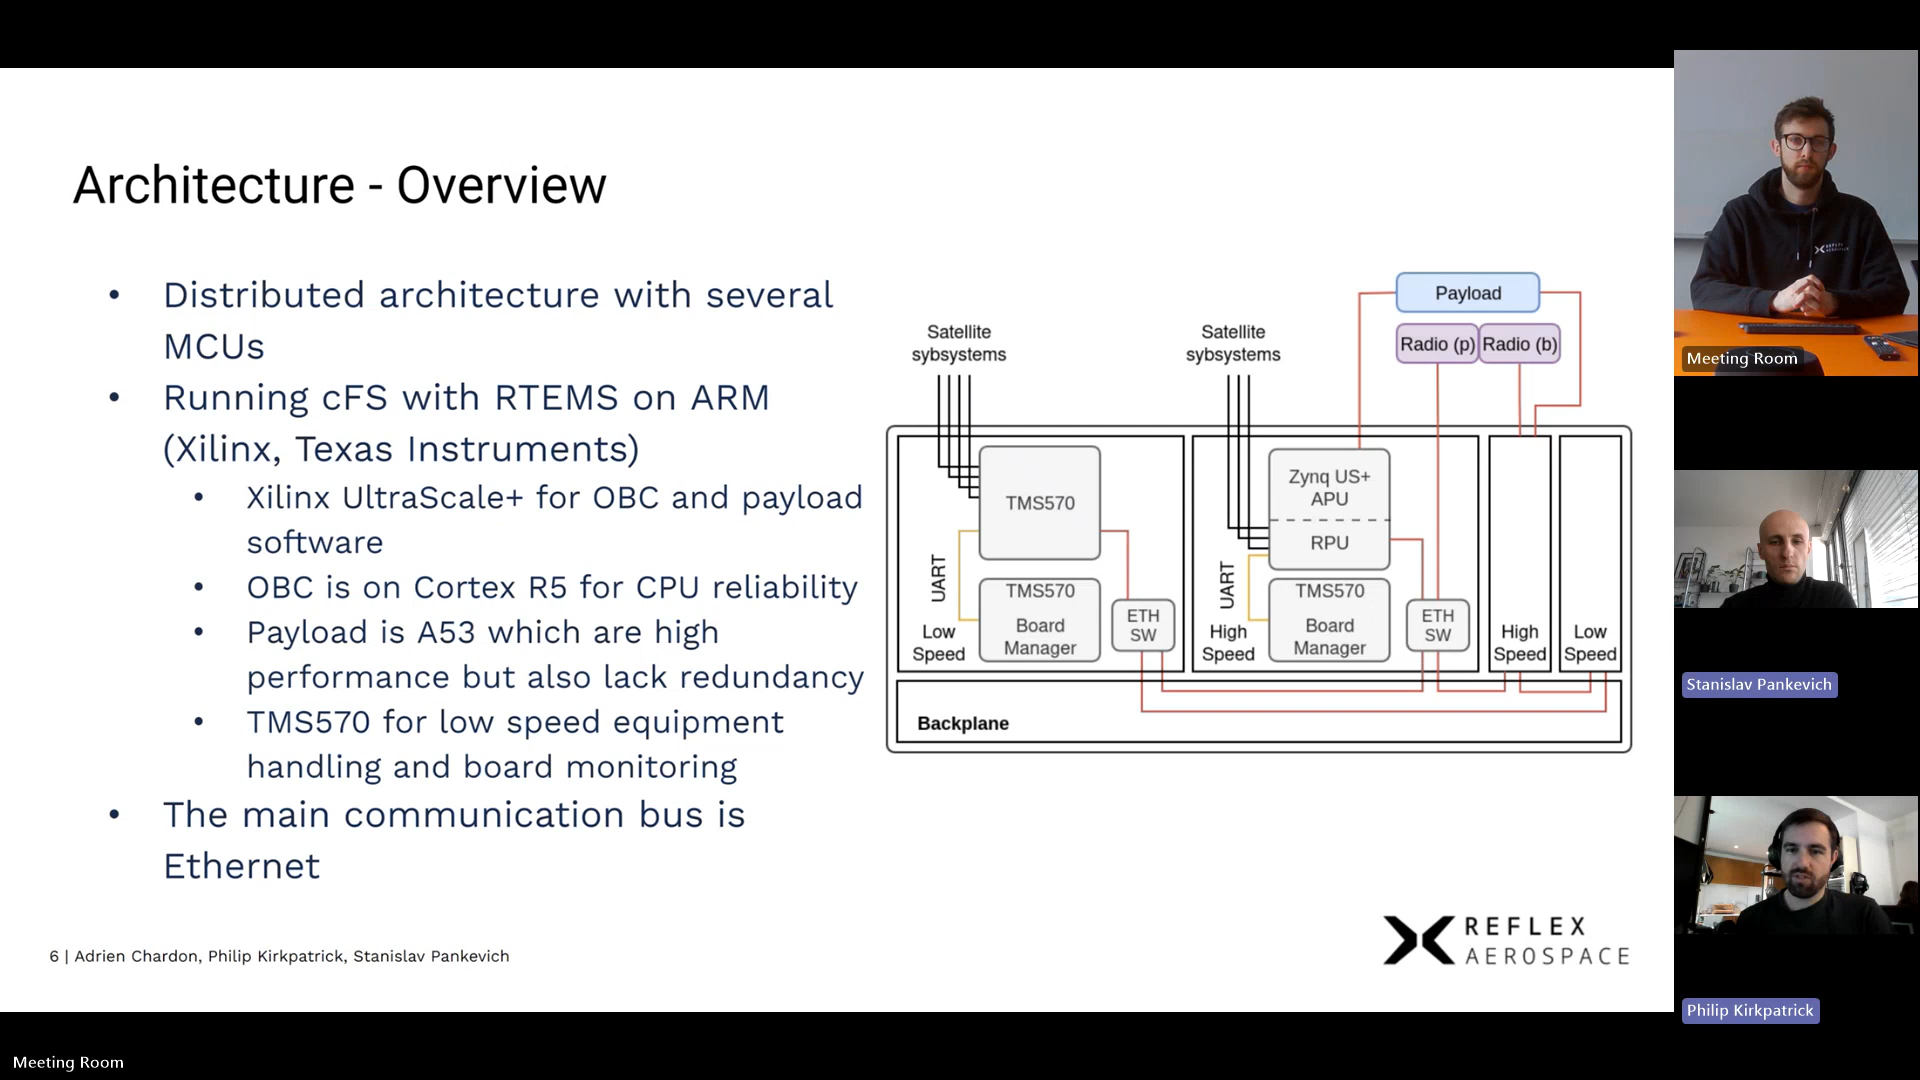 Architecture - Overview
• Distributed architecture with several
MCUs
• Running cFS with RTEMS on ARM
(Xilinx, Texas Instruments)
• Xilinx UltraScale+ for OBC and payload
software
• OBC is on Cortex R5 for CPU reliability
• Payload is A53 which are high
performance but also lack redundancy
• TMS570 for low speed equipment
handling and board monitoring
• The main communication bus is
Ethernet
Payload
Radio (p)
Radio (b)
Satellite
sybsystems
Satellite
sybsystems
TMS570
UART
TMS570
Board
Manager
ETH
SW
Low
Speed
Zynq US+
APU
RPU
UART
TMS570
Board
Manager
ETH
SW
High
Speed
High
Speed
Low
Speed
Backplane
6 | Adrien Chardon, Philip Kirkpatrick, Stanislav Pankevich
REFLEX
AEROSPACE
REFLEX
AEROSPACE
Meeting Room
Stanislav Pankevich
Philip Kirkpatrick
Meeting Room